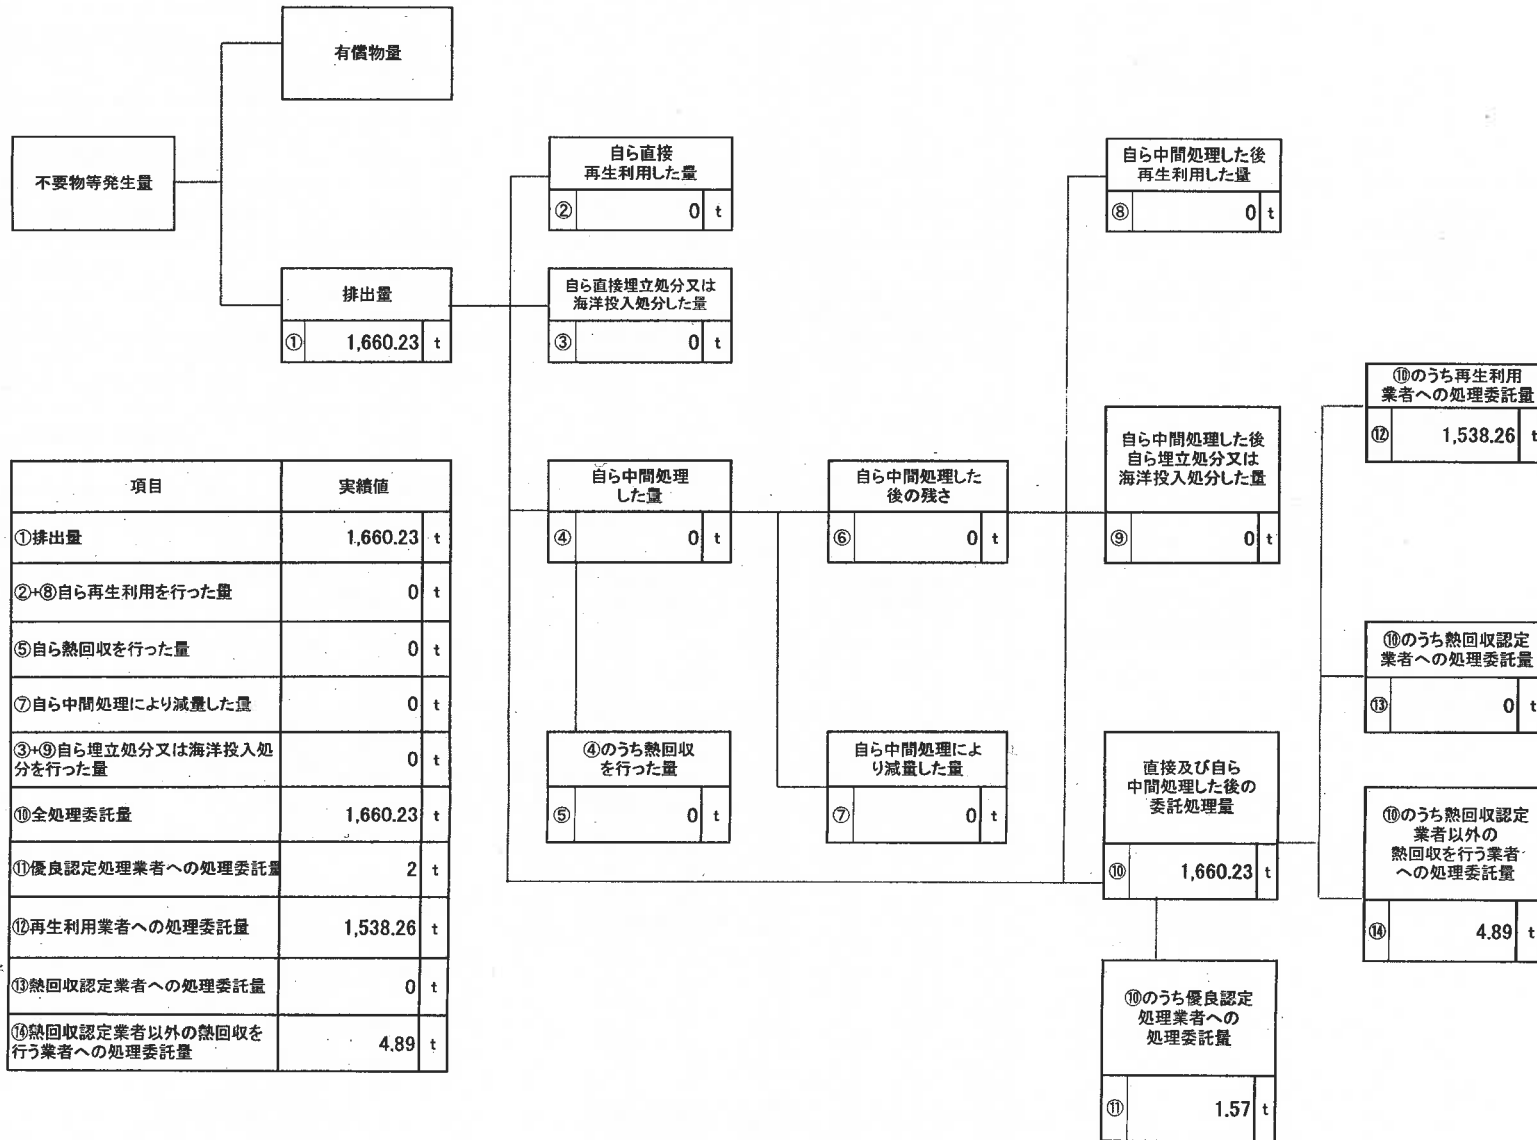 有償物量
不要物等発生量
排出量
① 1,660.23 t
自ら直接
再生利用した量
② 0 t
自ら直接埋立処分又は
海洋投入処分した量
③ 0 t
自ら中間処理
した量
④ 0 t
④のうち熱回収
を行った量
⑤ 0 t
自ら中間処理した
後の残さ
⑥ 0 t
自ら中間処理によ
り減量した量
⑦ 0 t
自ら中間処理した後
再生利用した量
⑧ 0 t
自ら中間処理した後
自ら埋立処分又は
海洋投入処分した量
⑨ 0 t
直接及び自ら
中間処理した後の
委託処理量
⑩ 1,660.23 t
⑩のうち優良認定
処理業者への
処理委託量
⑪ 1.57 t
⑩のうち再生利用
業者への処理委託量
⑫ 1,538.26 t
⑩のうち熱回収認定
業者への処理委託量
⑬ 0 t
⑩のうち熱回収認定
業者以外の
熱回収を行う業者
への処理委託量
⑭ 4.89 t
項目 実績値
①排出量 1,660.23 t
②+⑧自ら再生利用を行った量 0 t
⑤自ら熱回収を行った量 0 t
⑦自ら中間処理により減量した量 0 t
③+⑨自ら埋立処分又は海洋投入処
分を行った量 0 t
⑩全処理委託量 1,660.23 t
⑪優良認定処理業者への処理委託量 2 t
⑫再生利用業者への処理委託量 1,538.26 t
⑬熱回収認定業者への処理委託量 0 t
⑭熱回収認定業者以外の熱回収を
行う業者への処理委託量 4.89 t